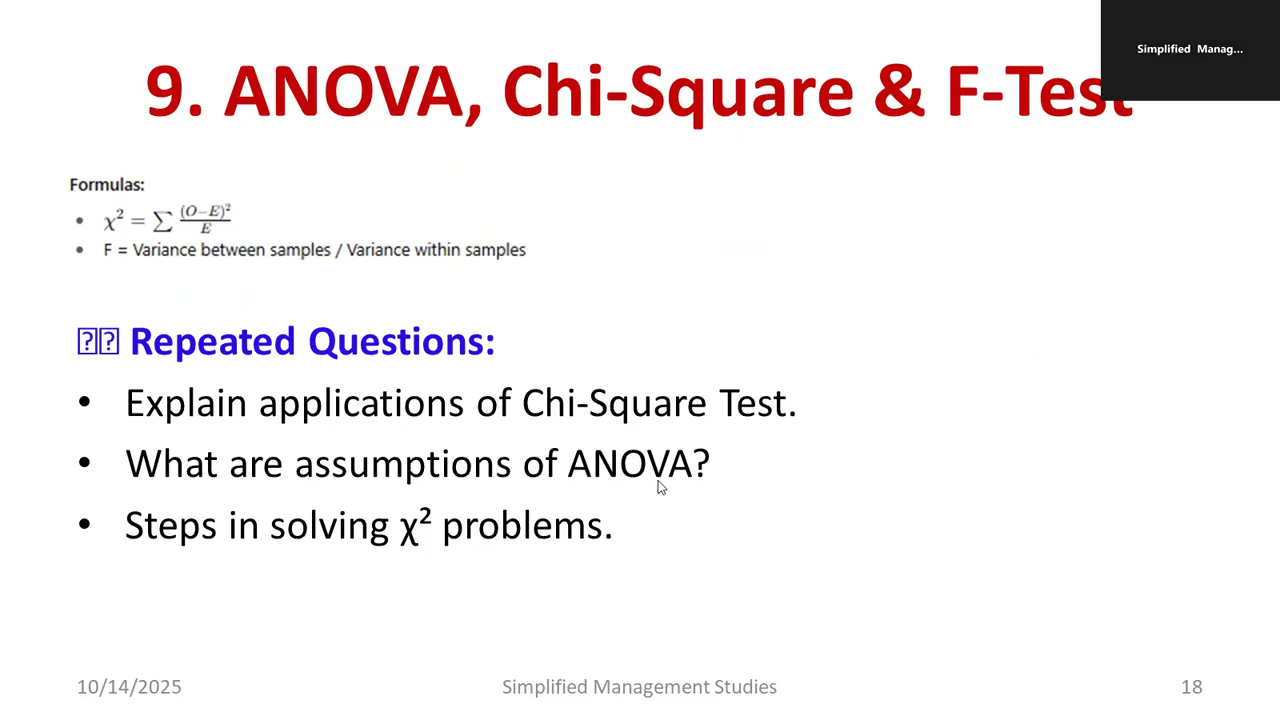 Simplified Manag...
9. ANOVA, Chi-Square & F-Test
Formulas:
• χ² = ∑ (O−E)²/E
• F = Variance between samples / Variance within samples
Repeated Questions:
• Explain applications of Chi-Square Test.
• What are assumptions of ANOVA?
• Steps in solving χ² problems.
10/14/2025
Simplified Management Studies
18